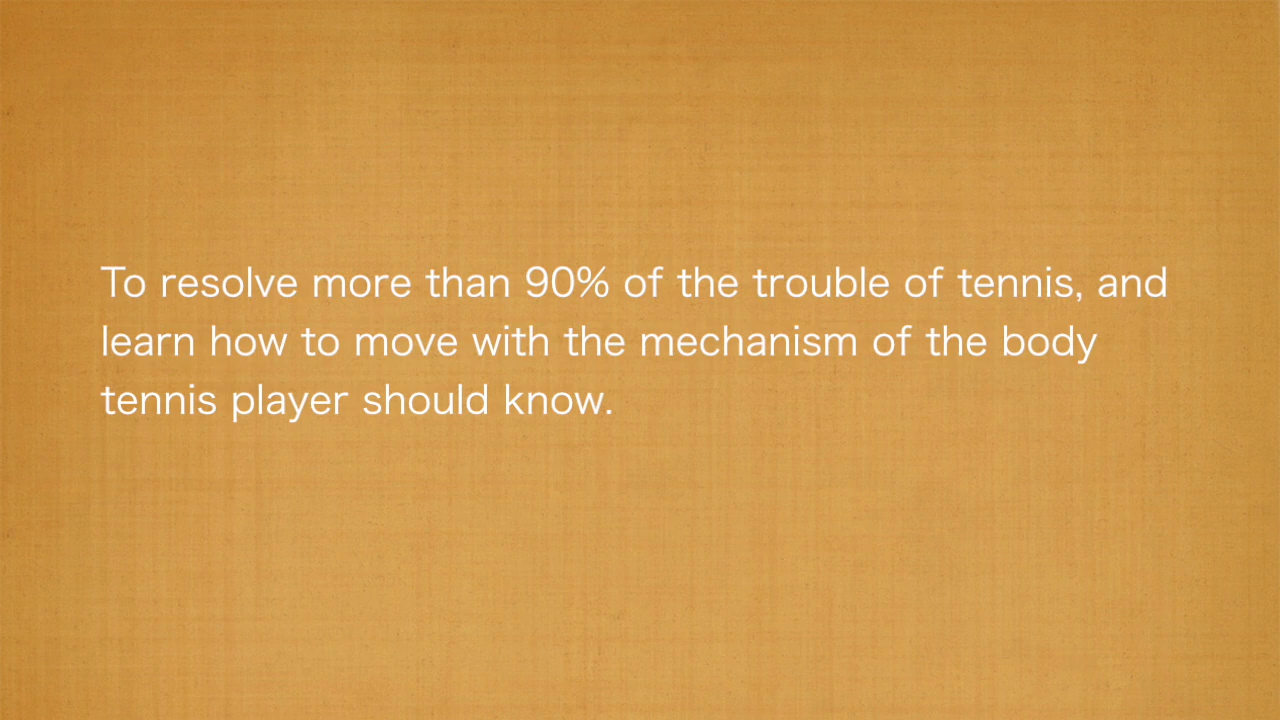 To resolve more than 90% of the trouble of tennis, and
learn how to move with the mechanism of the body
tennis player should know.